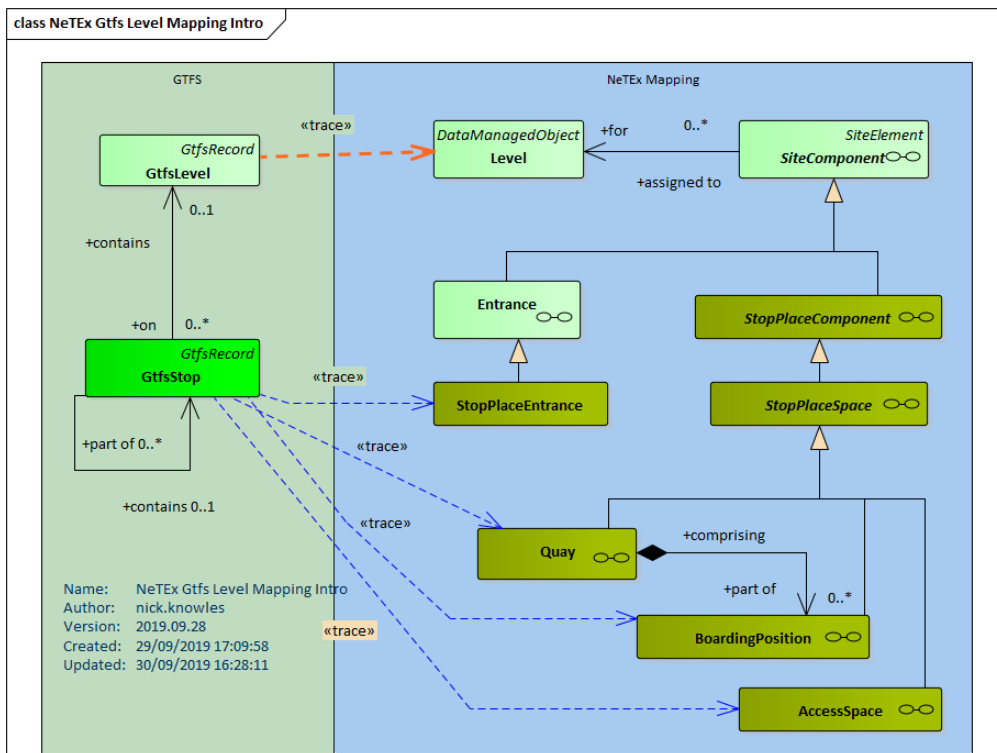 class NeTEx Gtfs Level Mapping Intro
GTFS
NeTEx Mapping
«trace»
GtfsRecord
GtfsLevel
DataManagedObject
Level
+for
0..*
SiteElement
SiteComponent
+assigned to
0..1
+contains
+on
0..*
Entrance
StopPlaceComponent
GtfsRecord
GtfsStop
«trace»
StopPlaceEntrance
StopPlaceSpace
+part of 0..*
«trace»
+contains 0..1
«trace»
Quay
+comprising
+part of
0..*
Name: NeTEx Gtfs Level Mapping Intro
Author: nick.knowles
Version: 2019.09.28
Created: 29/09/2019 17:09:58
Updated: 30/09/2019 16:28:11
«trace»
BoardingPosition
AccessSpace